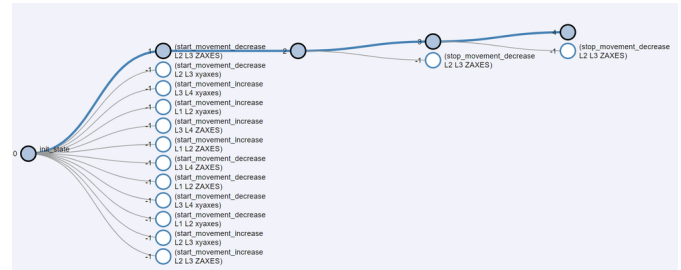 0 init_state
1 (start_movement_decrease
L2 L3 ZAXES)
-1 (start_movement_decrease
L2 L3 xyaxes)
-1 (start_movement_increase
L3 L4 xyaxes)
-1 (start_movement_increase
L1 L2 xyaxes)
-1 (start_movement_increase
L3 L4 ZAXES)
-1 (start_movement_increase
L1 L2 ZAXES)
-1 (start_movement_decrease
L3 L4 ZAXES)
-1 (start_movement_decrease
L1 L2 ZAXES)
-1 (start_movement_decrease
L3 L4 xyaxes)
-1 (start_movement_decrease
L1 L2 xyaxes)
-1 (start_movement_increase
L2 L3 xyaxes)
-1 (start_movement_increase
L2 L3 ZAXES)
2
3
-1 (stop_movement_decrease
L2 L3 ZAXES)
4
-1 (stop_movement_decrease
L2 L3 ZAXES)